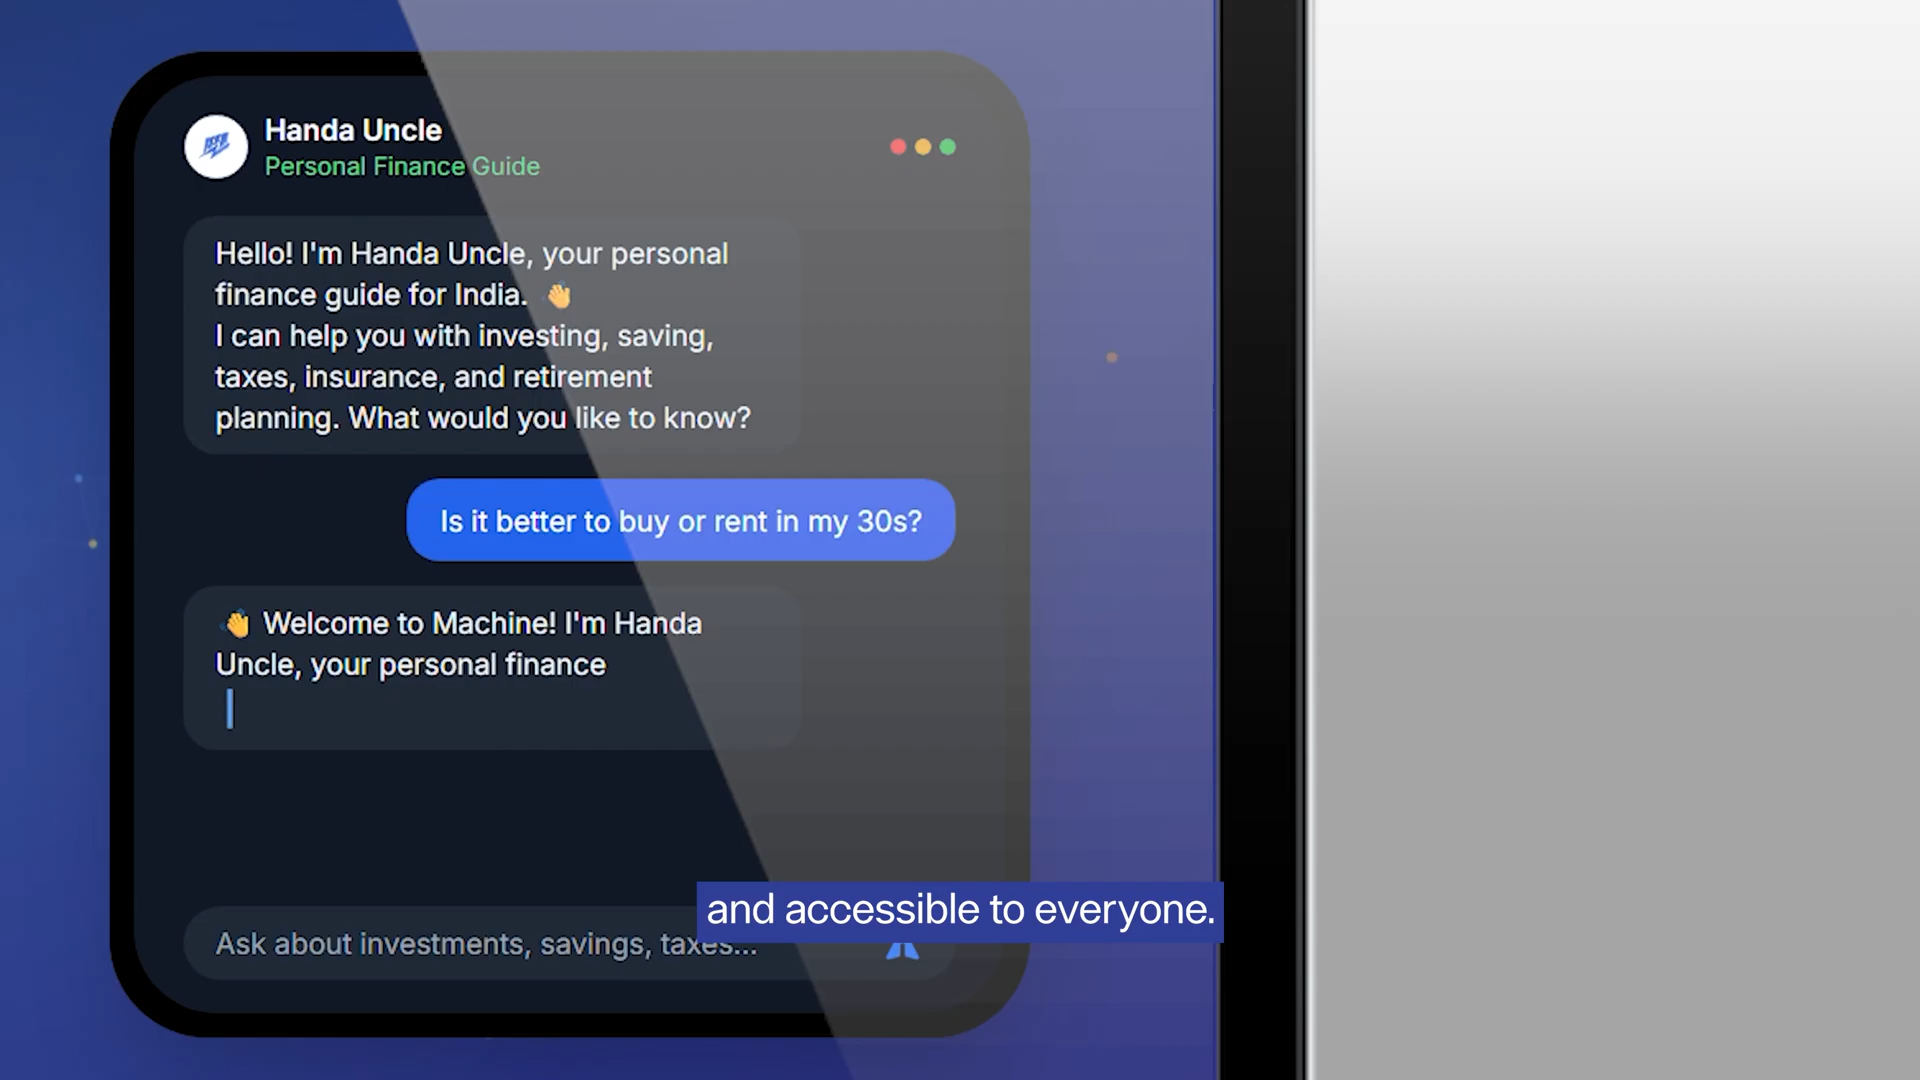 Handa Uncle
Personal Finance Guide
Hello! I'm Handa Uncle, your personal
finance guide for India. 👋
I can help you with investing, saving,
taxes, insurance, and retirement
planning. What would you like to know?
Is it better to buy or rent in my 30s?
👋 Welcome to Machine! I'm Handa
Uncle, your personal finance
and accessible to everyone.
Ask about investments, savings, taxes...